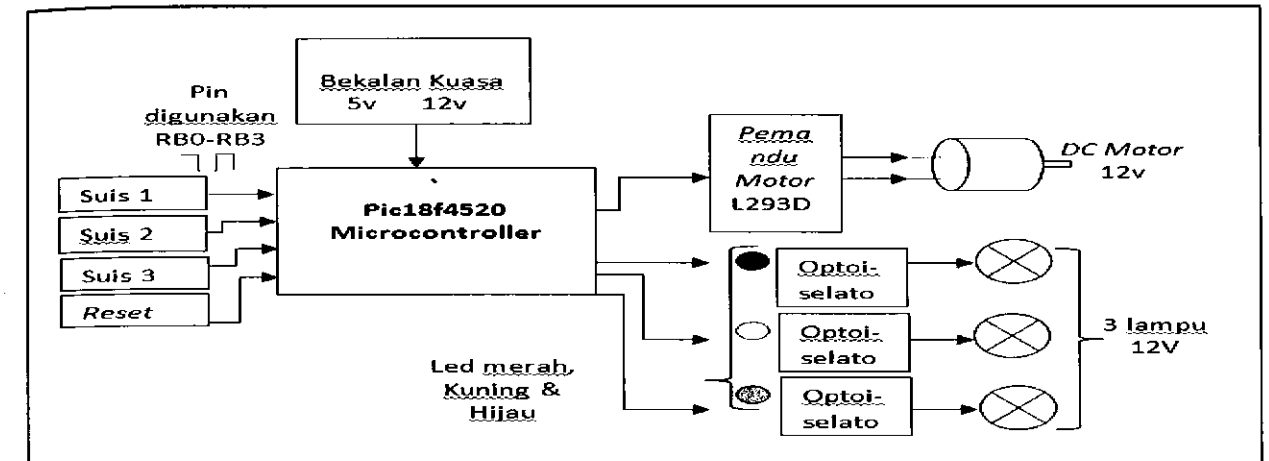 Bekalan Kuasa
5v 12v
Pin
digunakan
RB0-RB3
Suis 1
Suis 2
Suis 3
Reset
Pic18f4520
Microcontroller
Pema
ndu
Motor
L293D
DC Motor
12v
Optoi-
selato
Optoi-
selato
Optoi-
selato
3 lampu
12V
Led merah,
Kuning &
Hijau